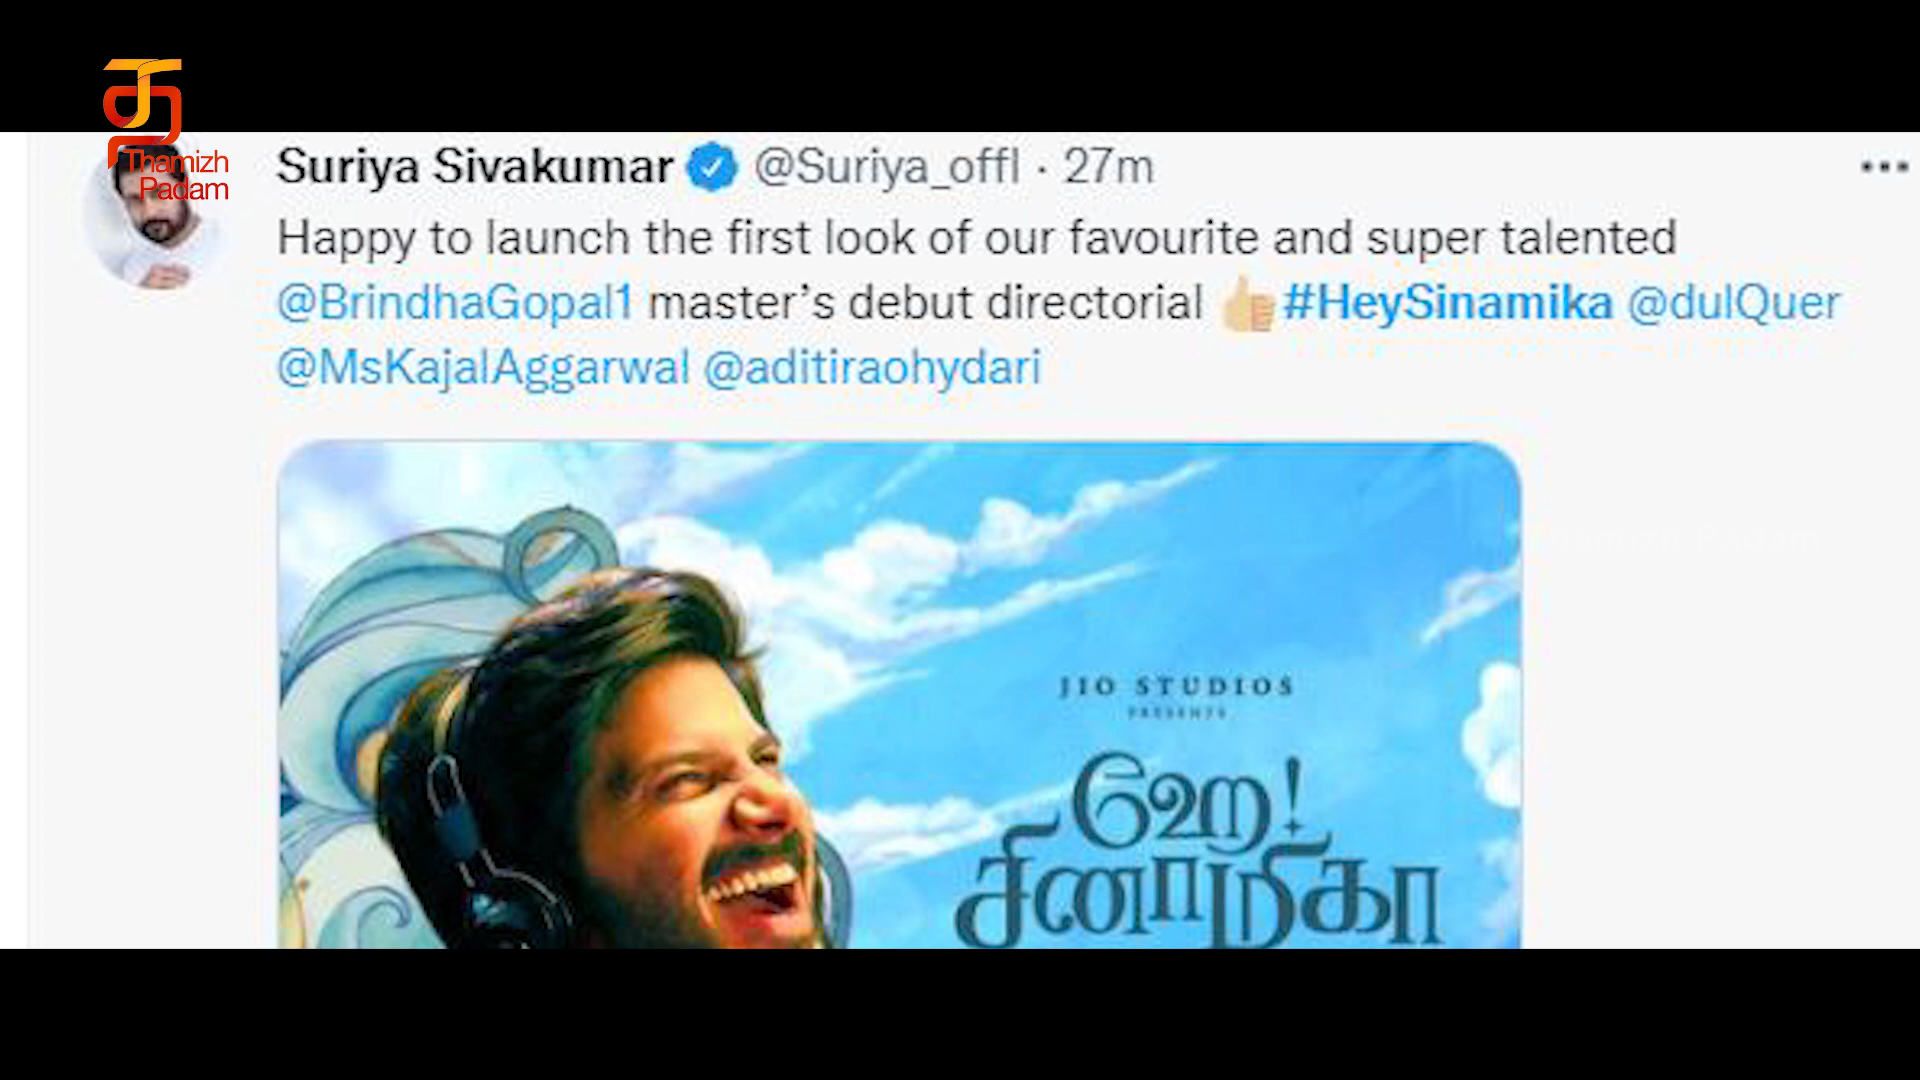 Thamizh
Padam
Suriya Sivakumar @Suriya_offl · 27m
Happy to launch the first look of our favourite and super talented
@BrindhaGopal1 master’s debut directorial 👍🏼#HeySinamika @dulQuer
@MsKajalAggarwal @aditiraohydari
JIO STUDIOS
PRESENTS
ஹே!
சினாமிகா